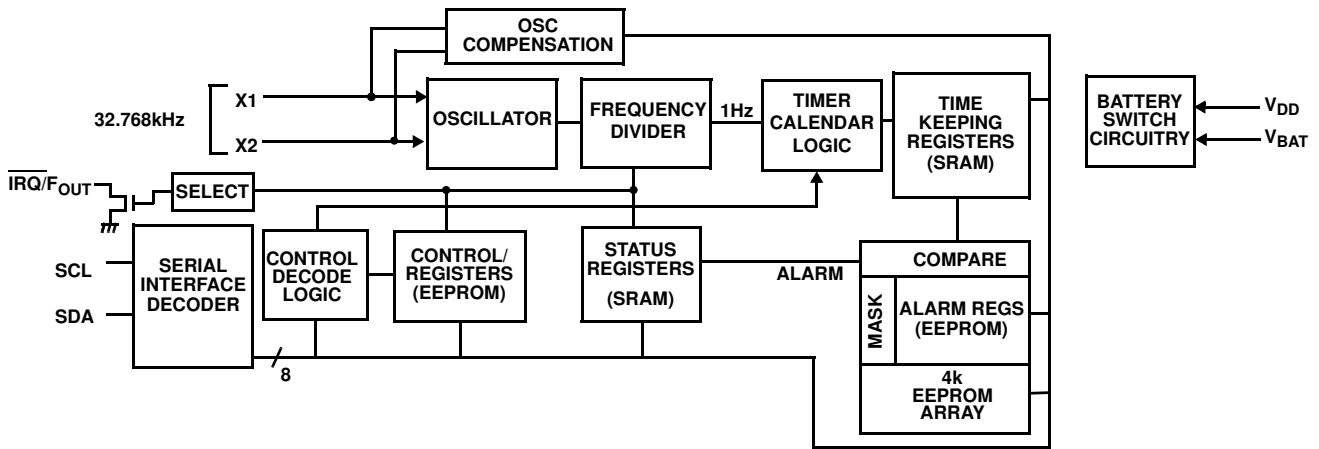 OSC
COMPENSATION
32.768kHz
X1
X2
OSCILLATOR
FREQUENCY
DIVIDER
1Hz
TIMER
CALENDAR
LOGIC
TIME
KEEPING
REGISTERS
(SRAM)
BATTERY
SWITCH
CIRCUITRY
VDD
VBAT
IRQ/FOUT
SELECT
SCL
SDA
SERIAL
INTERFACE
DECODER
CONTROL
DECODE
LOGIC
CONTROL/
REGISTERS
(EEPROM)
STATUS
REGISTERS
(SRAM)
ALARM
COMPARE
MASK
ALARM REGS
(EEPROM)
4k
EEPROM
ARRAY
8